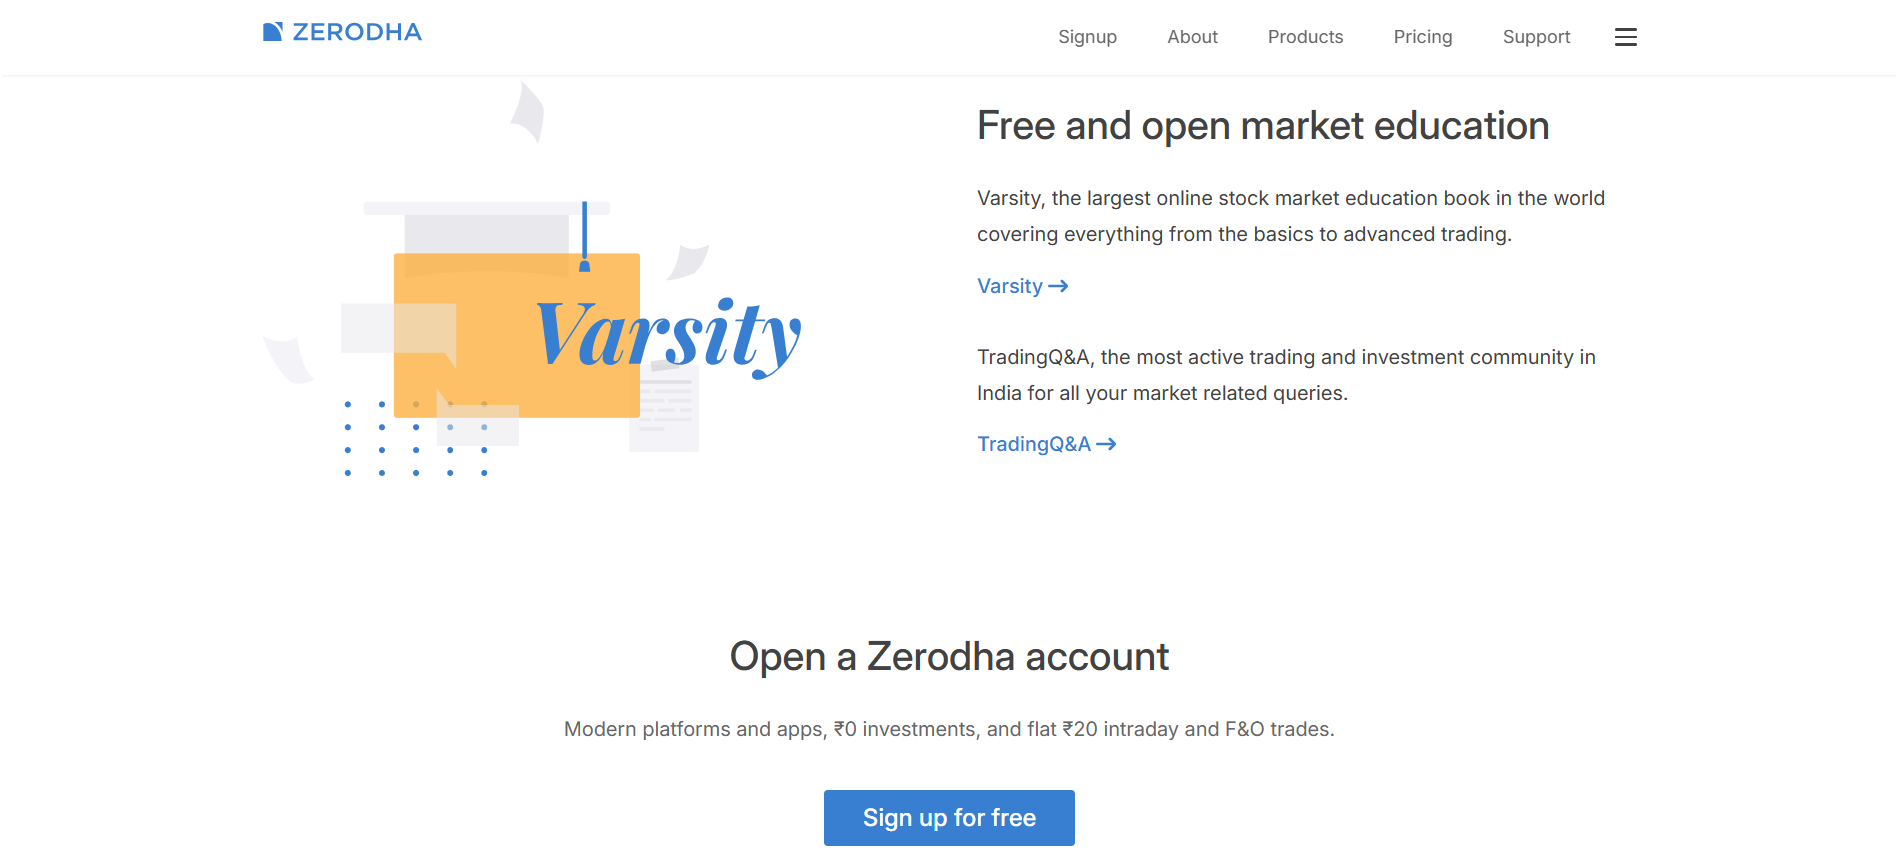 ZERODHA
Signup
About
Products
Pricing
Support
Varsity
Free and open market education
Varsity, the largest online stock market education book in the world
covering everything from the basics to advanced trading.
Varsity →
TradingQ&A, the most active trading and investment community in
India for all your market related queries.
TradingQ&A →
Open a Zerodha account
Modern platforms and apps, ₹0 investments, and flat ₹20 intraday and F&O trades.
Sign up for free